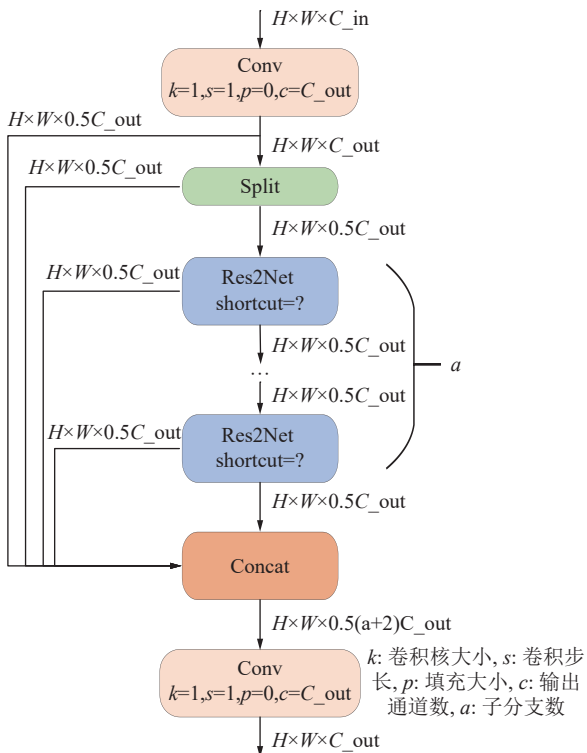 H×W×C_in
Conv
k=1,s=1,p=0,c=C_out
H×W×0.5C_out
H×W×C_out
H×W×0.5C_out
Split
H×W×0.5C_out
H×W×0.5C_out
Res2Net
shortcut=?
H×W×0.5C_out
a
...
H×W×0.5C_out
H×W×0.5C_out
Res2Net
shortcut=?
H×W×0.5C_out
Concat
H×W×0.5(a+2)C_out
Conv
k=1,s=1,p=0,c=C_out
k: 卷积核大小, s: 卷积步
长, p: 填充大小, c: 输出
通道数, a: 子分支数
H×W×C_out